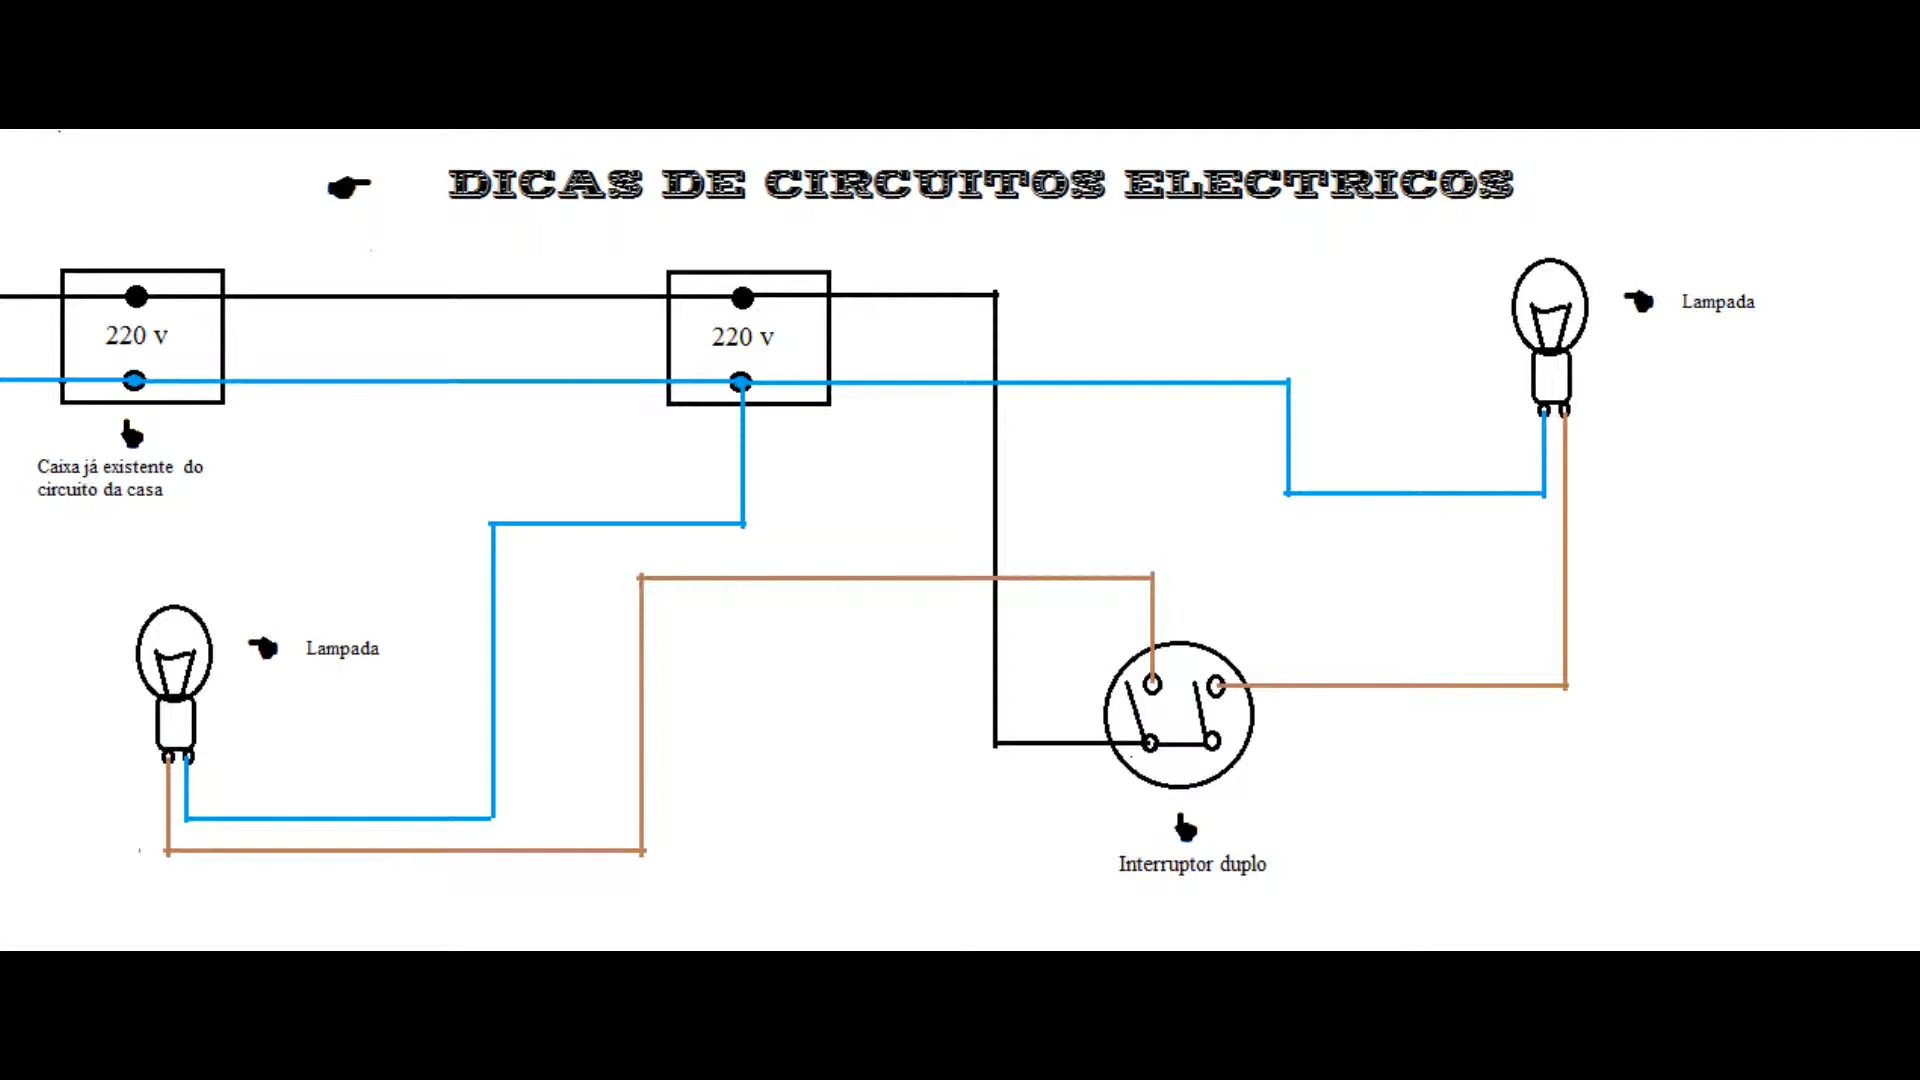 DICAS DE CIRCUITOS ELECTRICOS
220 v
220 v
Lampada
Caixa já existente do
circuito da casa
Lampada
Interruptor duplo